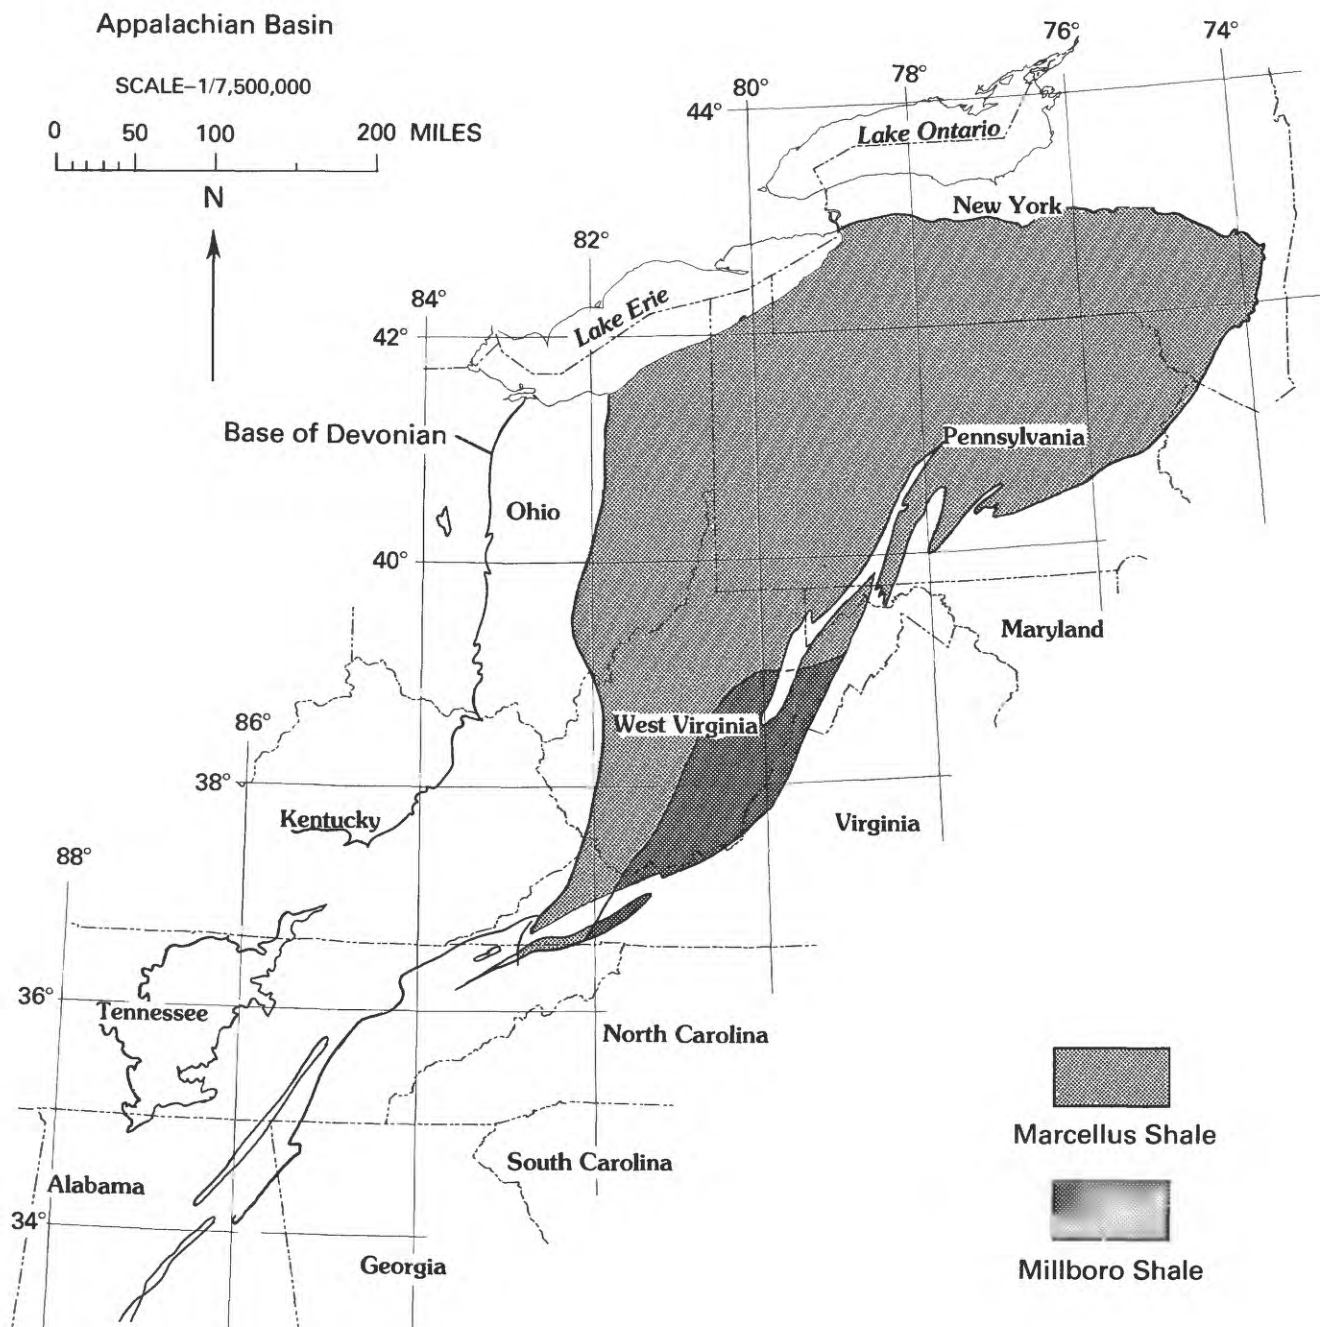 Appalachian Basin
SCALE–1/7,500,000
0 50 100 200 MILES
N
76°
74°
78°
80°
44°
Lake Ontario
New York
82°
84°
Lake Erie
42°
Base of Devonian
Pennsylvania
Ohio
40°
Maryland
86°
West Virginia
38°
Kentucky
Virginia
88°
36°
Tennessee
North Carolina
Marcellus Shale
South Carolina
Alabama
34°
Georgia
Millboro Shale